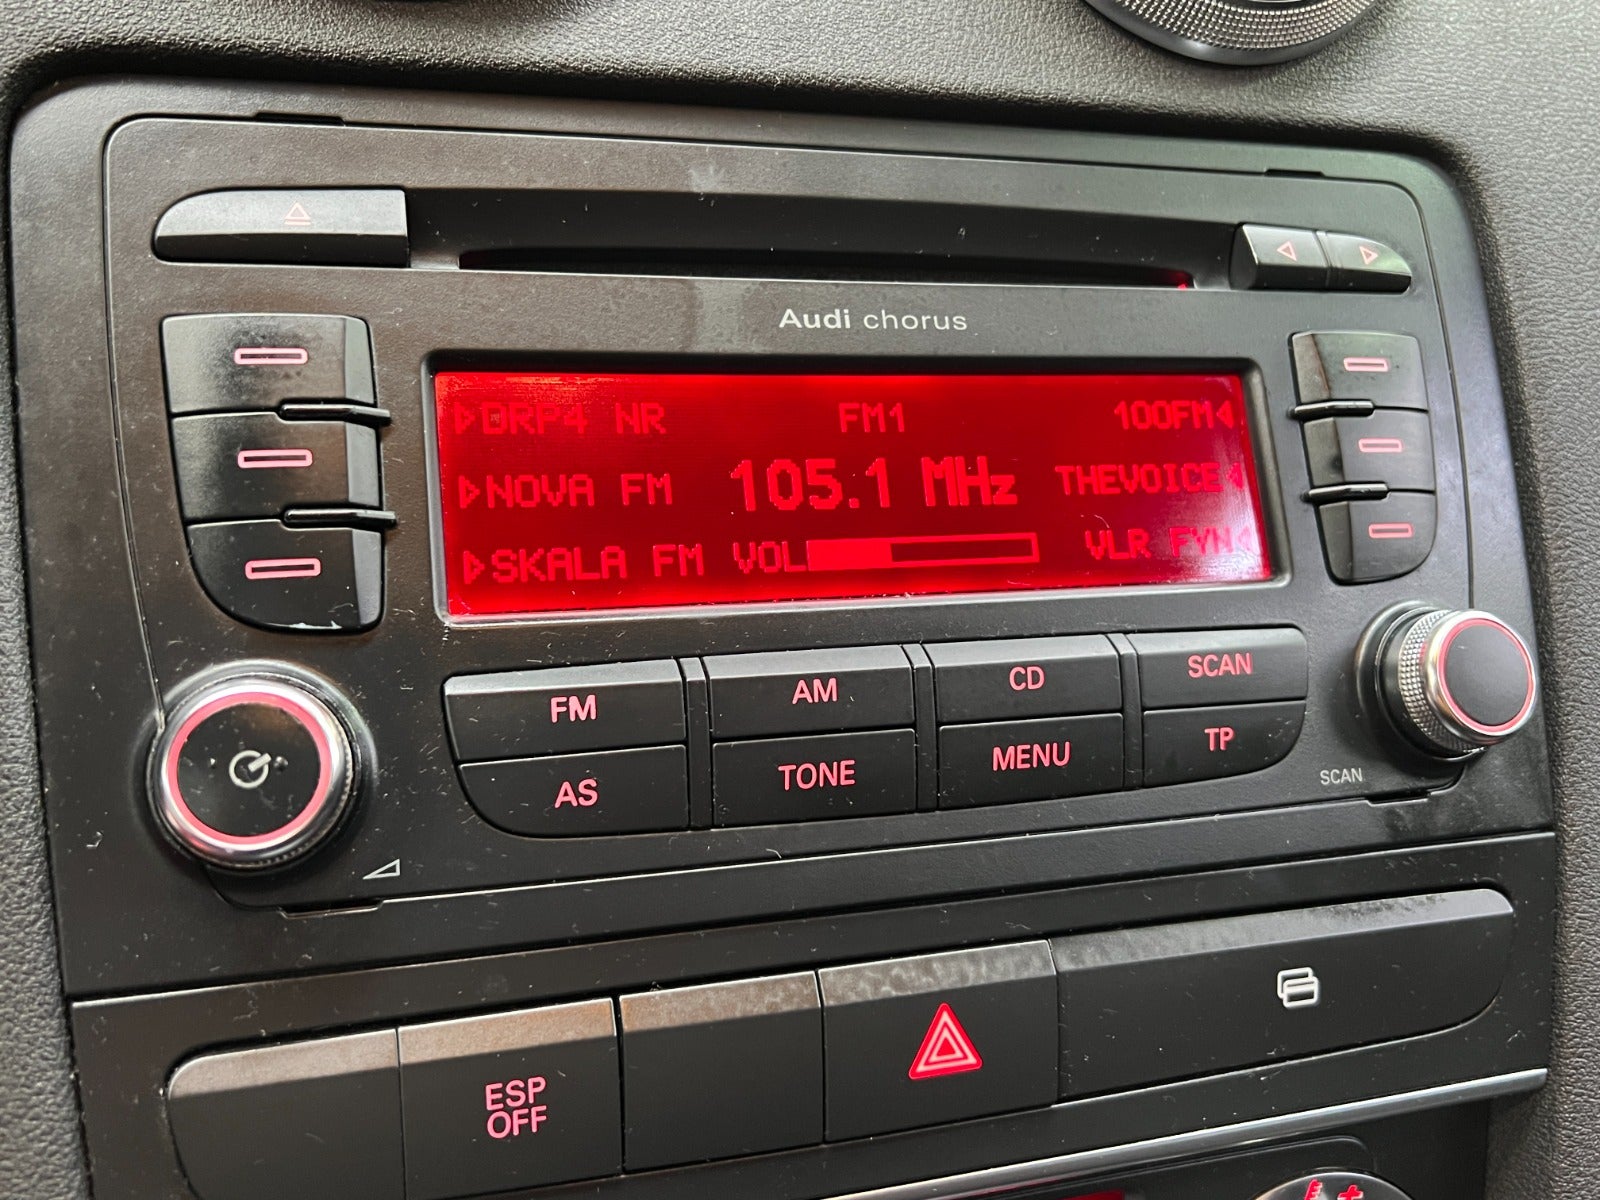 Audi chorus
DRP4 NR FM1 100FM
NOVA FM 105.1 MHz THEVOICE
SKALA FM VOL VLR FYN
FM AM CD SCAN
AS TONE MENU TP
SCAN
ESP
OFF